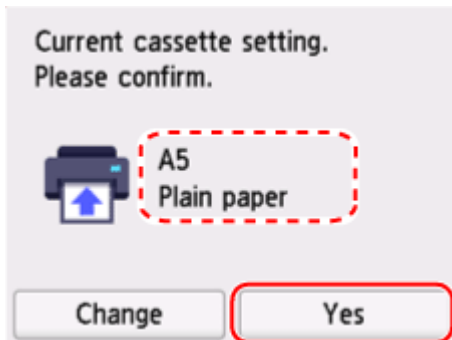 Current cassette setting.
Please confirm.
A5
Plain paper
Change
Yes